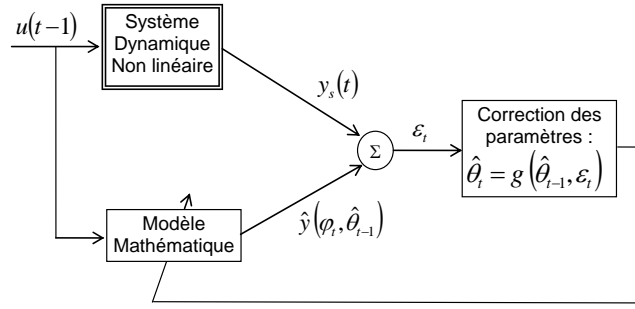 u(t−1)
Système
Dynamique
Non linéaire
y_s(t)
Σ
ε_t
Correction des
paramètres :
θ̂_t = g(θ̂_{t−1}, ε_t)
Modèle
Mathématique
ŷ(φ_t, θ̂_{t−1})